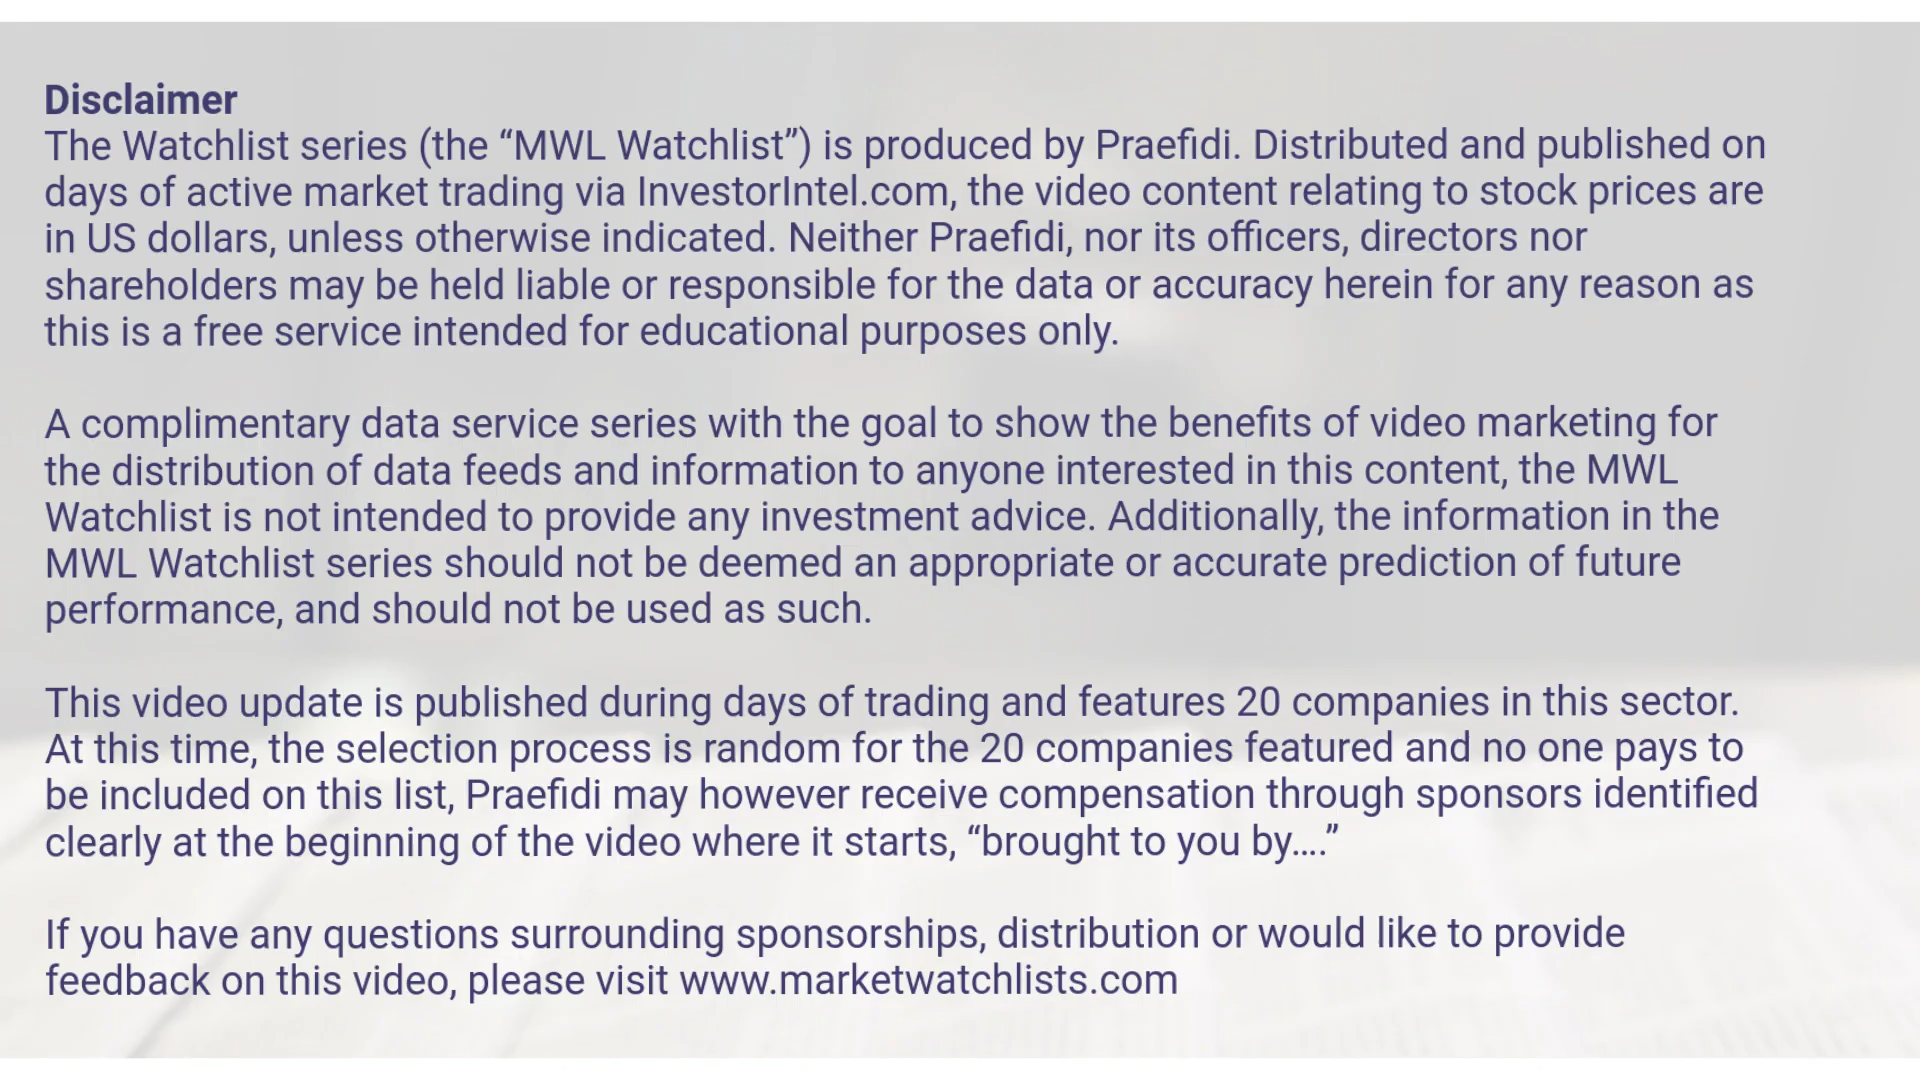 Disclaimer
The Watchlist series (the “MWL Watchlist”) is produced by Praefidi. Distributed and published on
days of active market trading via InvestorIntel.com, the video content relating to stock prices are
in US dollars, unless otherwise indicated. Neither Praefidi, nor its officers, directors nor
shareholders may be held liable or responsible for the data or accuracy herein for any reason as
this is a free service intended for educational purposes only.
A complimentary data service series with the goal to show the benefits of video marketing for
the distribution of data feeds and information to anyone interested in this content, the MWL
Watchlist is not intended to provide any investment advice. Additionally, the information in the
MWL Watchlist series should not be deemed an appropriate or accurate prediction of future
performance, and should not be used as such.
This video update is published during days of trading and features 20 companies in this sector.
At this time, the selection process is random for the 20 companies featured and no one pays to
be included on this list, Praefidi may however receive compensation through sponsors identified
clearly at the beginning of the video where it starts, “brought to you by....”
If you have any questions surrounding sponsorships, distribution or would like to provide
feedback on this video, please visit www.marketwatchlists.com